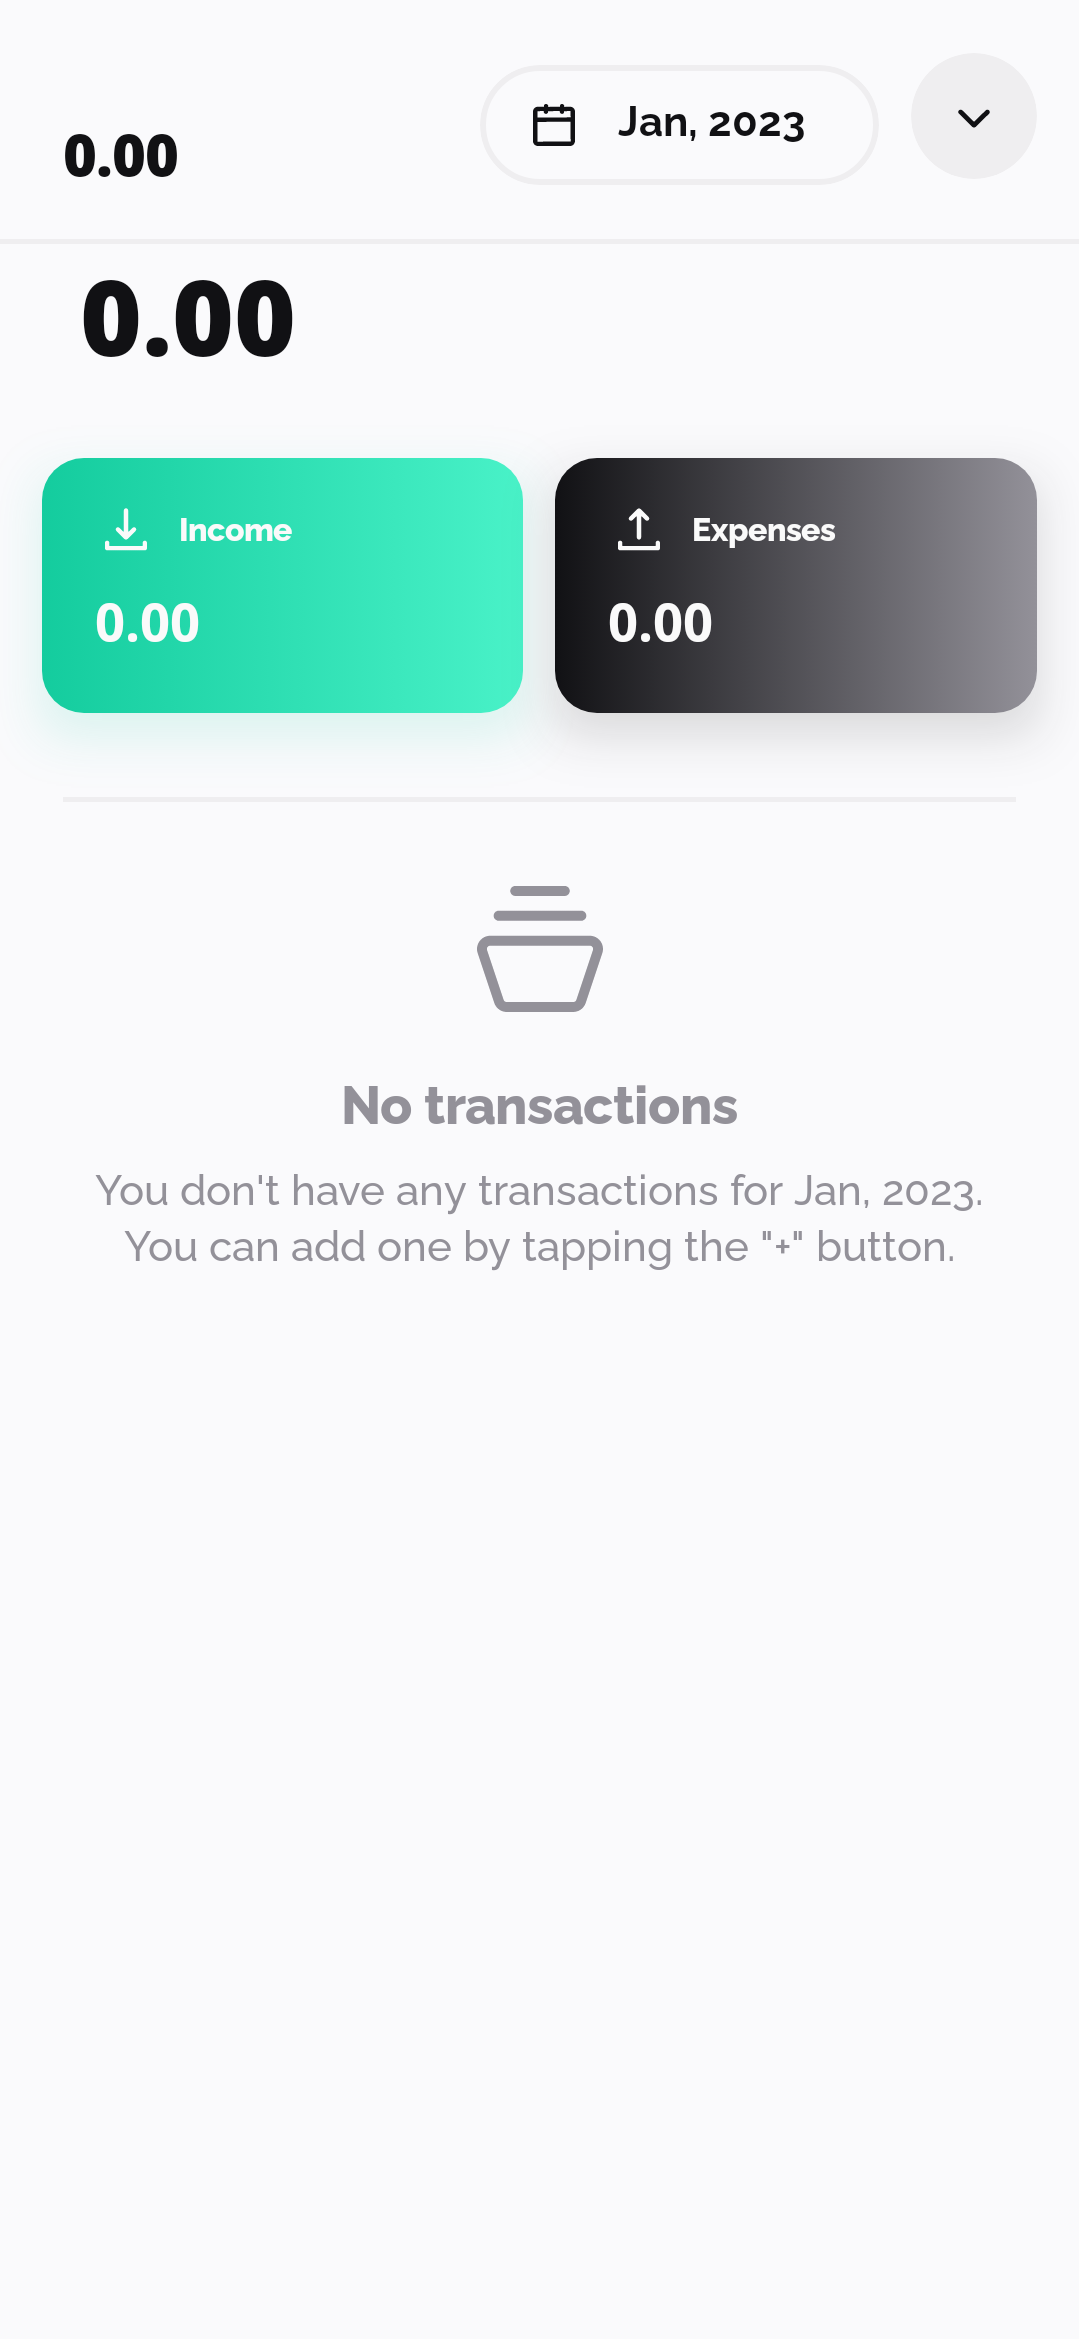 0.00
Jan, 2023
0.00
Income
0.00
Expenses
0.00
No transactions
You don't have any transactions for Jan, 2023.
You can add one by tapping the "+" button.